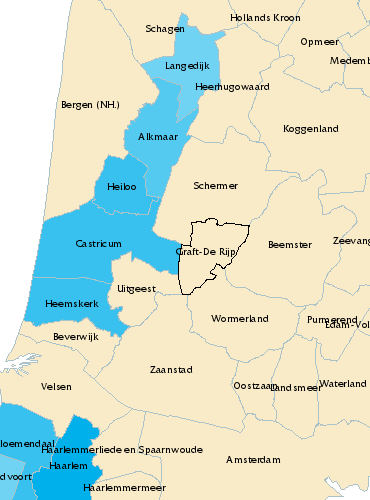 Hollands Kroon
Schagen
Opmeer
Medemb
Langedijk
Heerhugowaard
Bergen (NH.)
Koggenland
Alkmaar
Schermer
Heiloo
Castricum
Graft-De Rijp
Beemster
Zeevang
Uitgeest
Heemskerk
Wormerland
Purmerend
Edam-Vol
Beverwijk
Zaanstad
Velsen
Oostzaan
Landsmeer
Waterland
loemendaal
Haarlemmerliede en Spaarnwoude
Amsterdam
Haarlem
dvoort
Haarlemmermeer